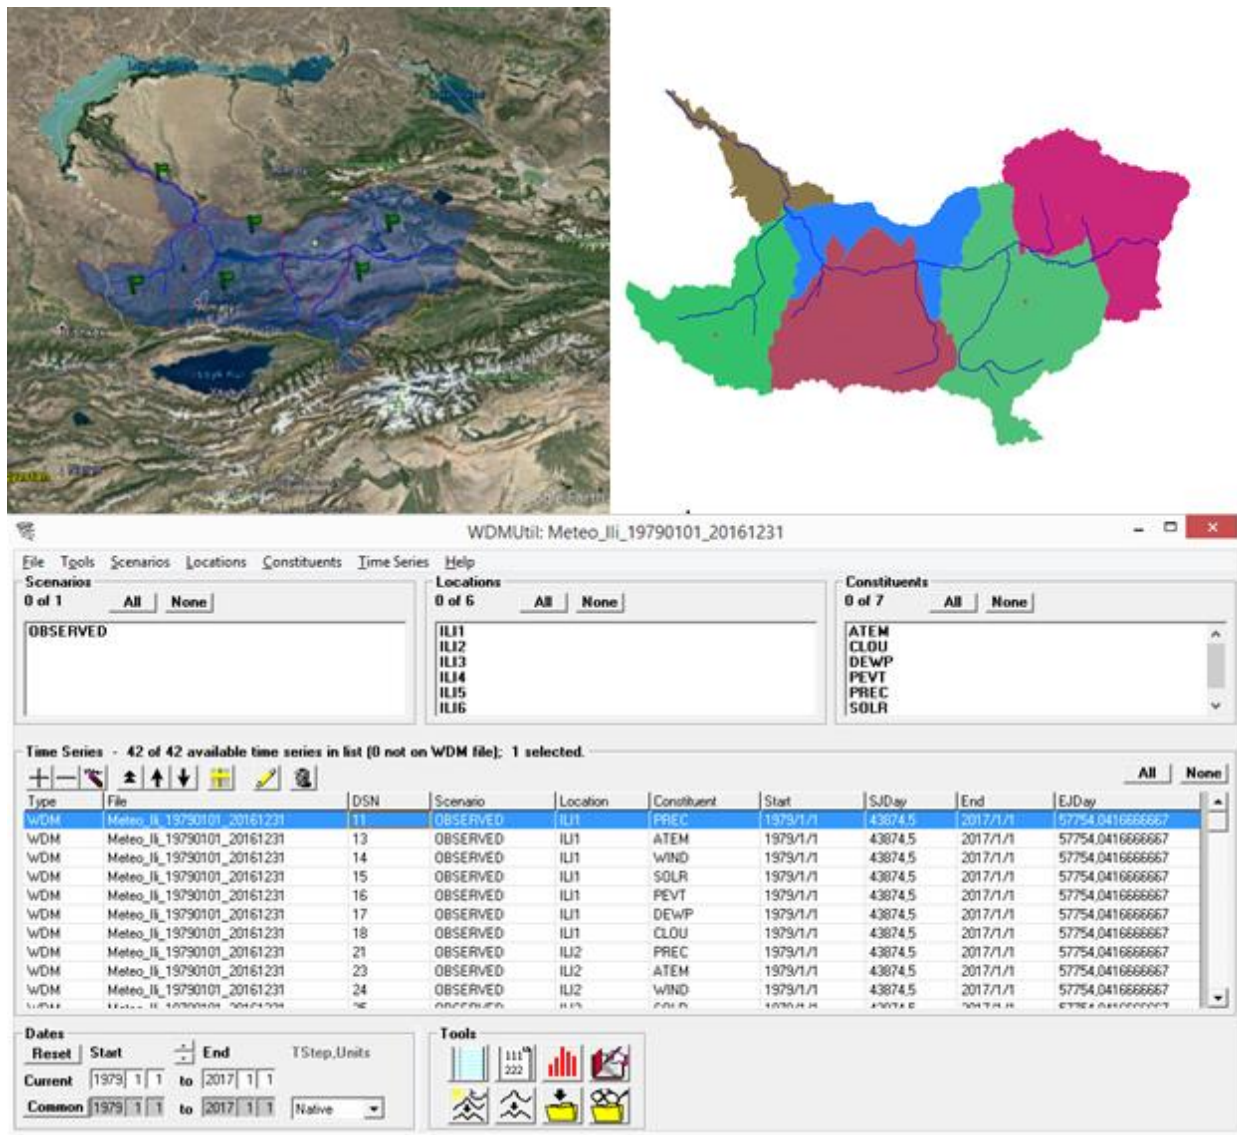 WDMUtil: Meteo_Ili_19790101_20161231
File Tools Scenarios Locations Constituents Time Series Help
Scenarios
0 of 1 All None
OBSERVED
Locations
0 of 6 All None
ILI1
ILI2
ILI3
ILI4
ILI5
ILI6
Constituents
0 of 7 All None
ATEM
CLOU
DEWP
PEVT
PREC
SOLR
Time Series - 42 of 42 available time series in list (0 not on WDM file); 1 selected.
All None
Type File DSN Scenario Location Constituent Start SJDay End EJDay
WDM Meteo_Ili_19790101_20161231 11 OBSERVED ILI1 PREC 1979/1/1 43874,5 2017/1/1 57754,0416666667
WDM Meteo_Ili_19790101_20161231 13 OBSERVED ILI1 ATEM 1979/1/1 43874,5 2017/1/1 57754,0416666667
WDM Meteo_Ili_19790101_20161231 14 OBSERVED ILI1 WIND 1979/1/1 43874,5 2017/1/1 57754,0416666667
WDM Meteo_Ili_19790101_20161231 15 OBSERVED ILI1 SOLR 1979/1/1 43874,5 2017/1/1 57754,0416666667
WDM Meteo_Ili_19790101_20161231 16 OBSERVED ILI1 PEVT 1979/1/1 43874,5 2017/1/1 57754,0416666667
WDM Meteo_Ili_19790101_20161231 17 OBSERVED ILI1 DEWP 1979/1/1 43874,5 2017/1/1 57754,0416666667
WDM Meteo_Ili_19790101_20161231 18 OBSERVED ILI1 CLOU 1979/1/1 43874,5 2017/1/1 57754,0416666667
WDM Meteo_Ili_19790101_20161231 21 OBSERVED ILI2 PREC 1979/1/1 43874,5 2017/1/1 57754,0416666667
WDM Meteo_Ili_19790101_20161231 23 OBSERVED ILI2 ATEM 1979/1/1 43874,5 2017/1/1 57754,0416666667
WDM Meteo_Ili_19790101_20161231 24 OBSERVED ILI2 WIND 1979/1/1 43874,5 2017/1/1 57754,0416666667
Dates
Reset Start End TStep,Units
Current 1979 1 1 to 2017 1 1
Common 1979 1 1 to 2017 1 1 Native
Tools
111
222